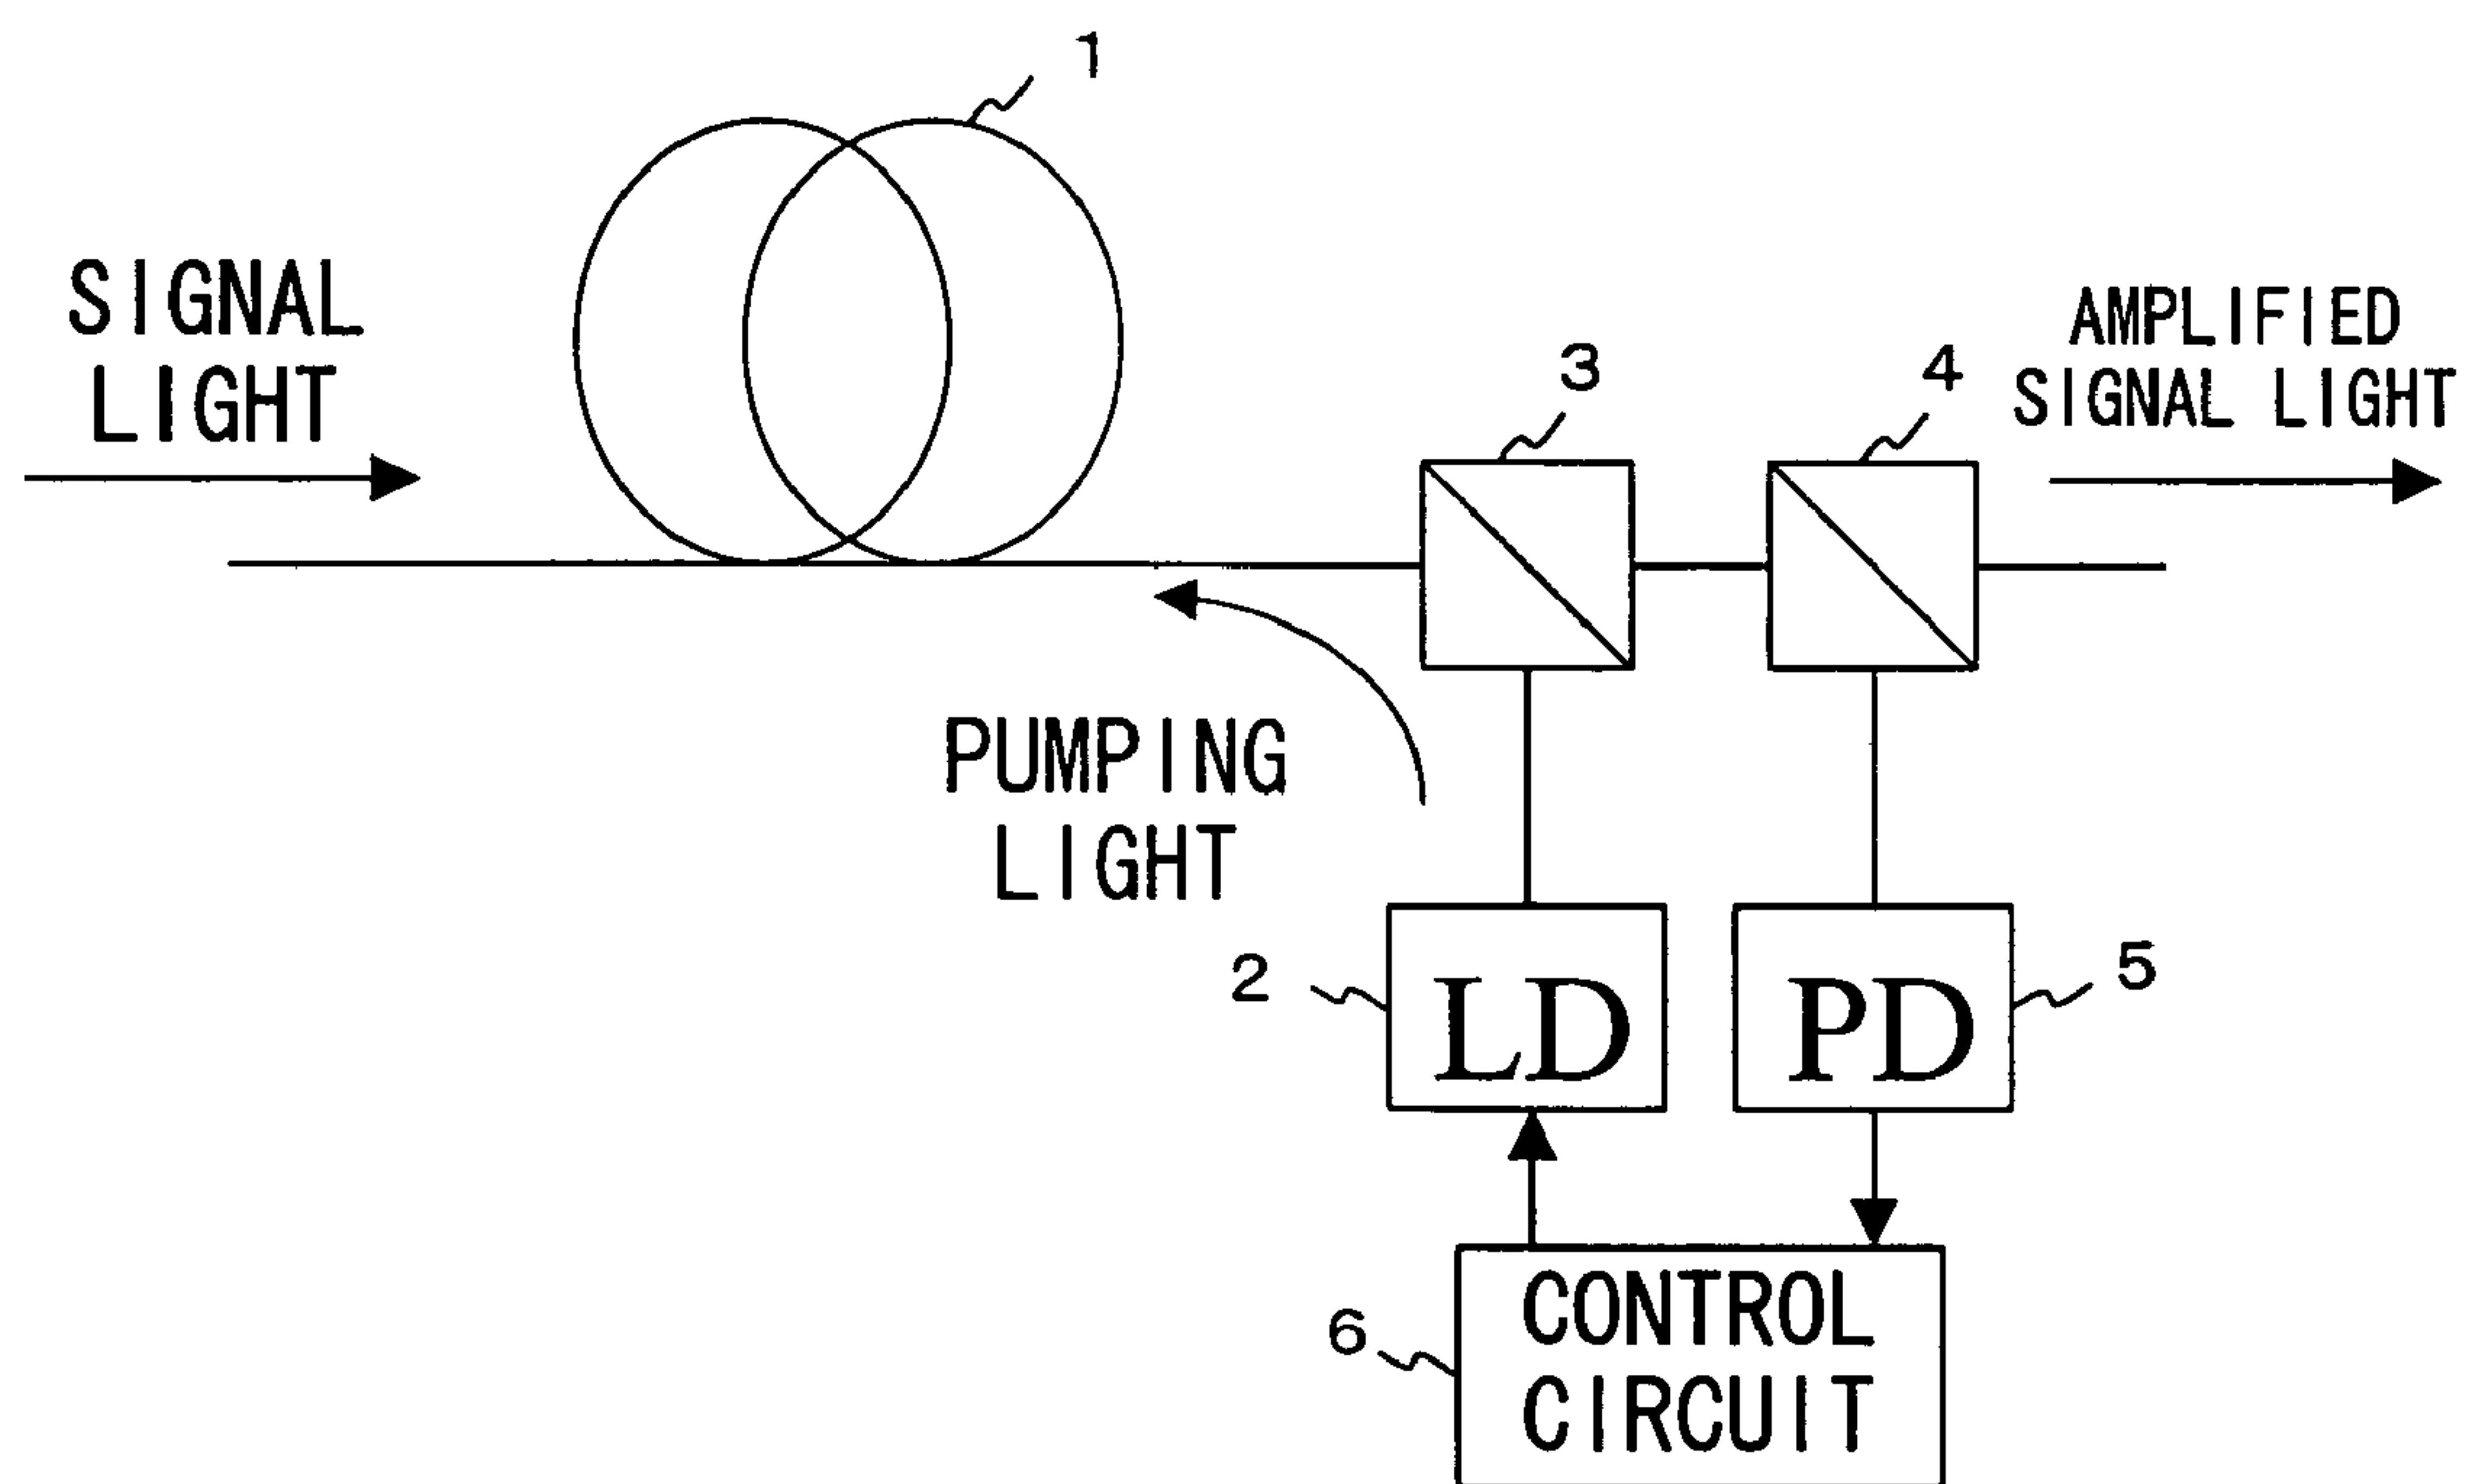 1
SIGNAL
LIGHT
AMPLIFIED
SIGNAL LIGHT
3
4
PUMPING
LIGHT
2
LD
PD
5
6
CONTROL
CIRCUIT